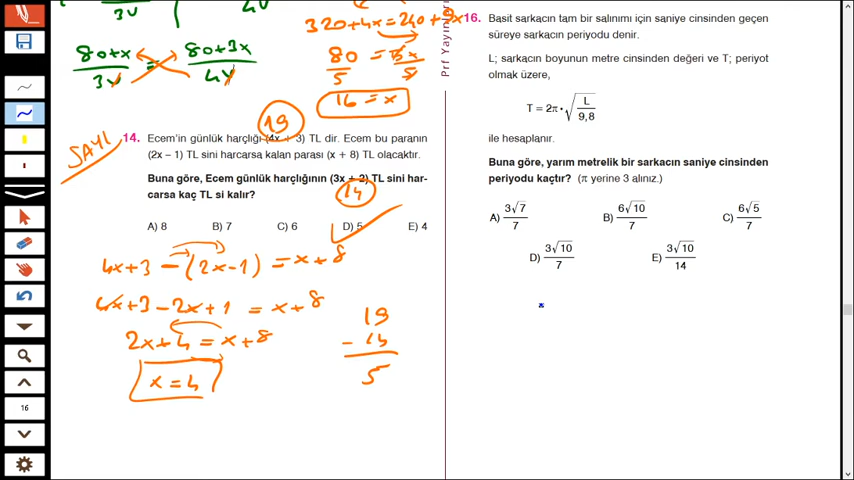 320+4x=240+9x
80+x = 80+3x
3v 4v
80
5
16 = x
Prf Yayınları
SAYI
19
14. Ecem'in günlük harçlığı (4x + 3) TL dir. Ecem bu paranın
(2x – 1) TL sini harcarsa kalan parası (x + 8) TL olacaktır.
Buna göre, Ecem günlük harçlığının (3x + 2) TL sini har-
carsa kaç TL si kalır?
14
A) 8 B) 7 C) 6 D) 5 E) 4
4x+3 -(2x-1) = x+8
4x+3-2x+1 = x+8
2x+4 = x+8
x=4
19
- 14
5
16. Basit sarkacın tam bir salınımı için saniye cinsinden geçen
süreye sarkacın periyodu denir.
L; sarkacın boyunun metre cinsinden değeri ve T; periyot
olmak üzere,
T = 2π·√(L/9,8)
ile hesaplanır.
Buna göre, yarım metrelik bir sarkacın saniye cinsinden
periyodu kaçtır? (π yerine 3 alınız.)
A) 3√7/7 B) 6√10/7 C) 6√5/7
D) 3√10/7 E) 3√10/14
16